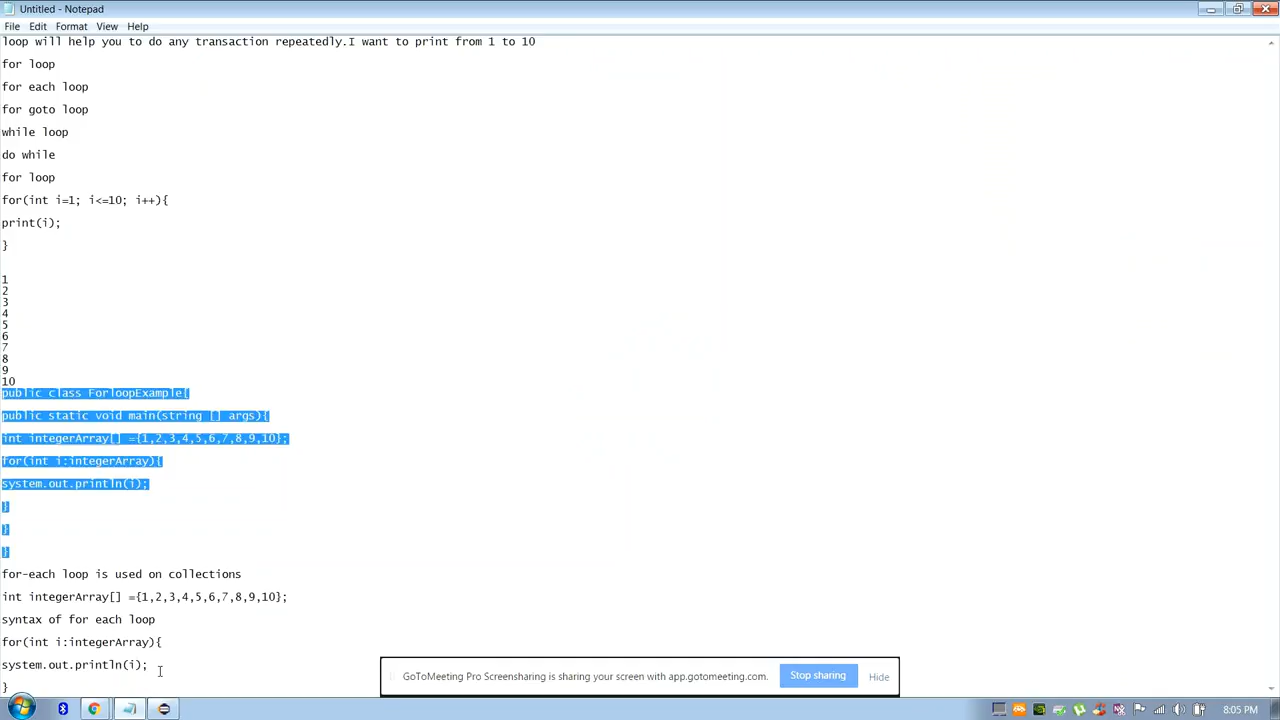 Untitled - Notepad
File Edit Format View Help
loop will help you to do any transaction repeatedly.I want to print from 1 to 10
for loop
for each loop
for goto loop
while loop
do while
for loop
for(int i=1; i<=10; i++){
print(i);
}
1
2
3
4
5
6
7
8
9
10
public class ForloopExample{
public static void main(string [] args){
int integerArray[] ={1,2,3,4,5,6,7,8,9,10};
for(int i:integerArray){
system.out.println(i);
}
}
}
for-each loop is used on collections
int integerArray[] ={1,2,3,4,5,6,7,8,9,10};
syntax of for each loop
for(int i:integerArray){
system.out.println(i);
}
GoToMeeting Pro Screensharing is sharing your screen with app.gotomeeting.com. Stop sharing Hide
8:05 PM